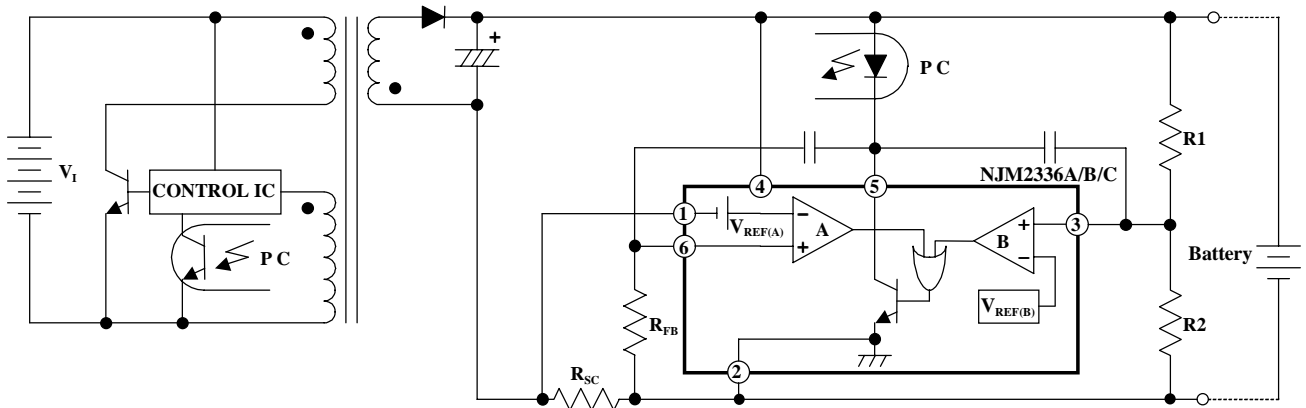 +
P C
R1
V_I
CONTROL IC
NJM2336A/B/C
4
5
1
V_REF(A)
−
A
+
B
+
−
3
6
P C
Battery
V_REF(B)
R_FB
R2
2
R_SC